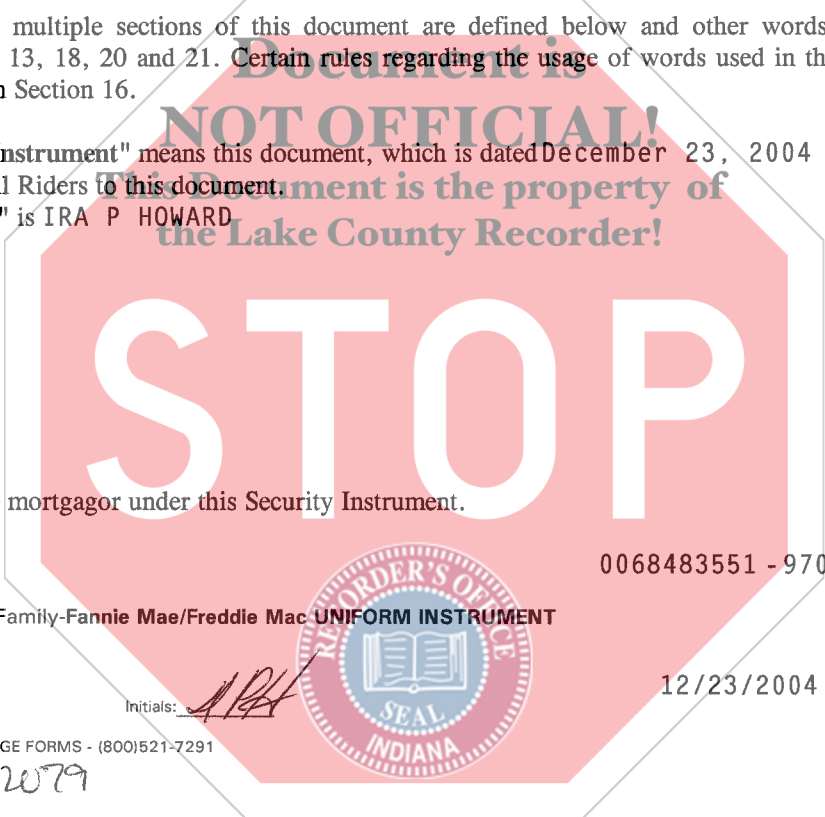 multiple sections of this document are defined below and other words
13, 18, 20 and 21. Certain rules regarding the usage of words used in th
Section 16.
Document is
NOT OFFICIAL!
This Document is the property of
the Lake County Recorder!
nstrument" means this document, which is dated December 23, 2004
l Riders to this document.
" is IRA P HOWARD
STOP
mortgagor under this Security Instrument.
0068483551 - 970
Family-Fannie Mae/Freddie Mac UNIFORM INSTRUMENT
RECORDER'S OFFICE
SEAL
INDIANA
Initials: IPH
12/23/2004
GE FORMS - (800)521-7291
2079